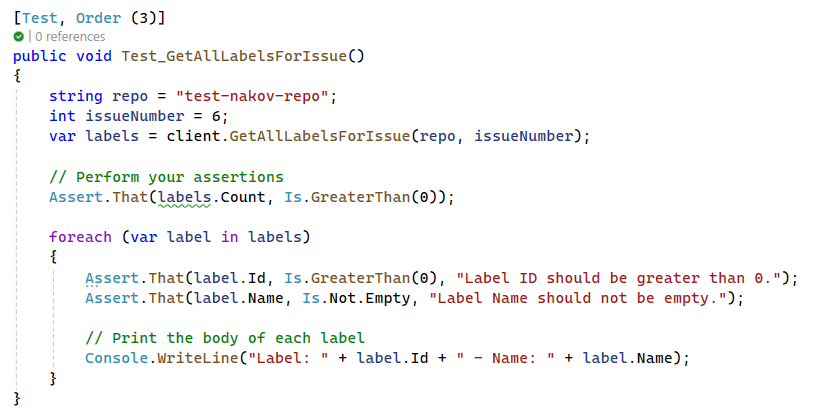 [Test, Order (3)]
| 0 references
public void Test_GetAllLabelsForIssue()
{
    string repo = "test-nakov-repo";
    int issueNumber = 6;
    var labels = client.GetAllLabelsForIssue(repo, issueNumber);

    // Perform your assertions
    Assert.That(labels.Count, Is.GreaterThan(0));

    foreach (var label in labels)
    {
        Assert.That(label.Id, Is.GreaterThan(0), "Label ID should be greater than 0.");
        Assert.That(label.Name, Is.Not.Empty, "Label Name should not be empty.");

        // Print the body of each label
        Console.WriteLine("Label: " + label.Id + " - Name: " + label.Name);
    }
}